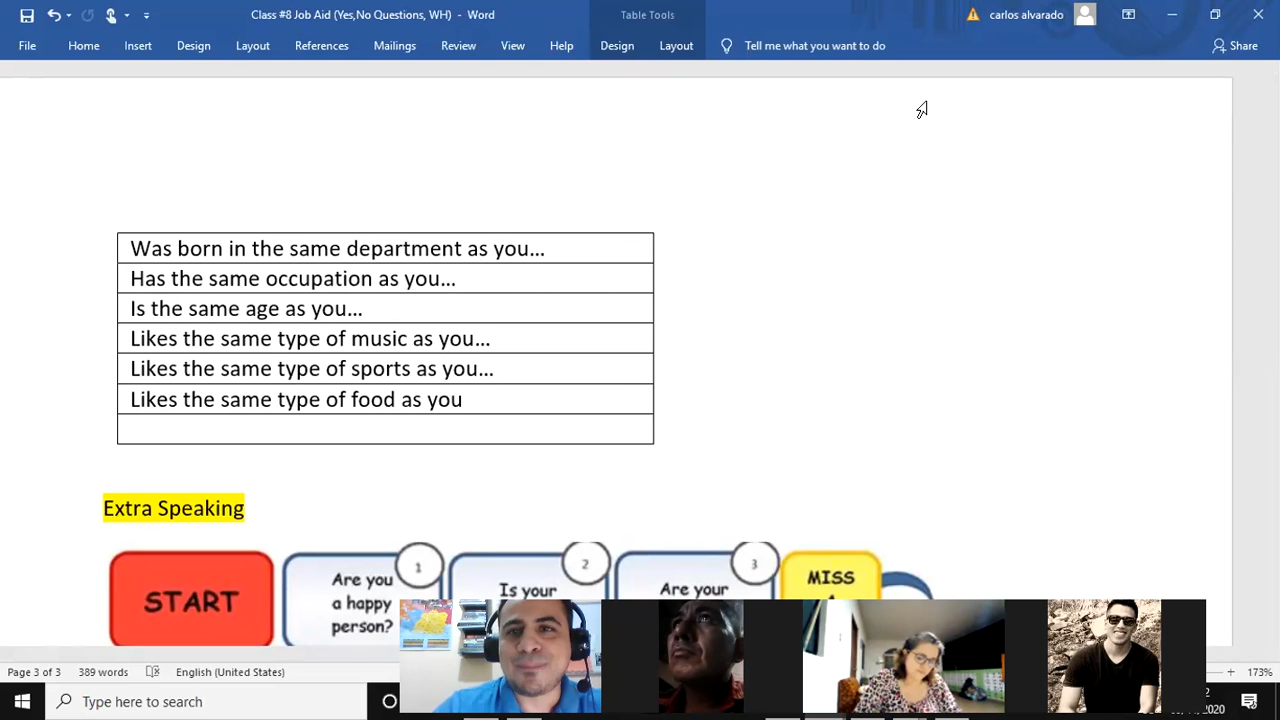 Class #8 Job Aid (Yes,No Questions, WH) - Word
Table Tools
carlos alvarado
File Home Insert Design Layout References Mailings Review View Help Design Layout Tell me what you want to do Share
Was born in the same department as you...
Has the same occupation as you...
Is the same age as you...
Likes the same type of music as you...
Likes the same type of sports as you...
Likes the same type of food as you
Extra Speaking
START
1
Are you
a happy
person?
2
Is your
3
Are your
MISS
Page 3 of 3 389 words English (United States) + 173%
Type here to search
2020